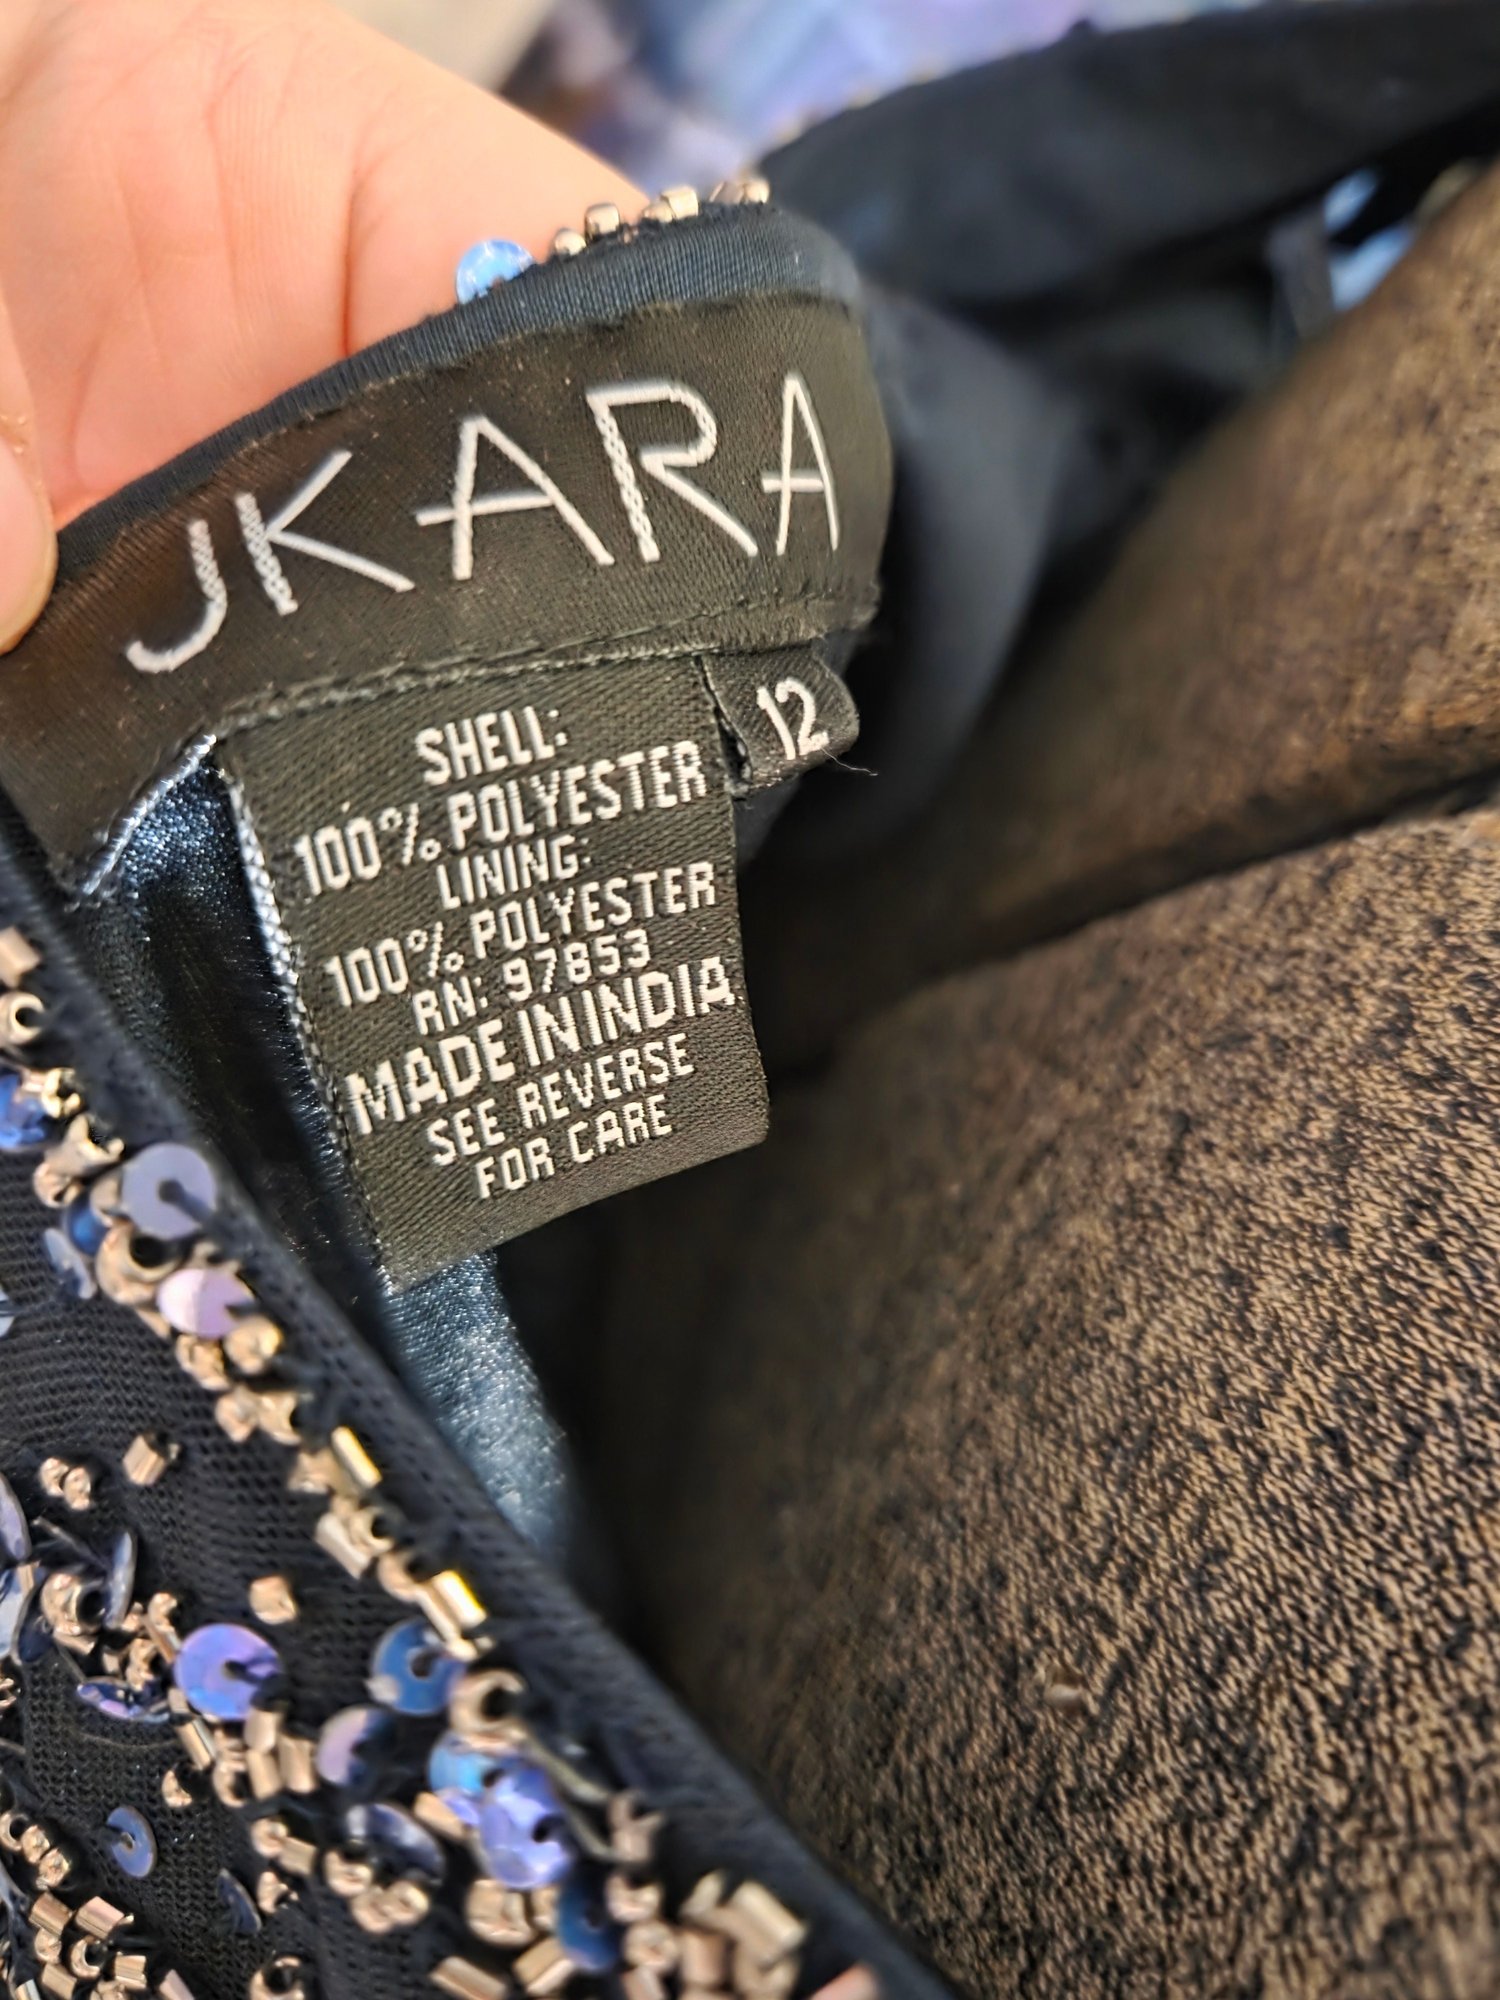 JKARA
12
SHELL:
100% POLYESTER
LINING:
100% POLYESTER
RN: 97853
MADE IN INDIA
SEE REVERSE
FOR CARE